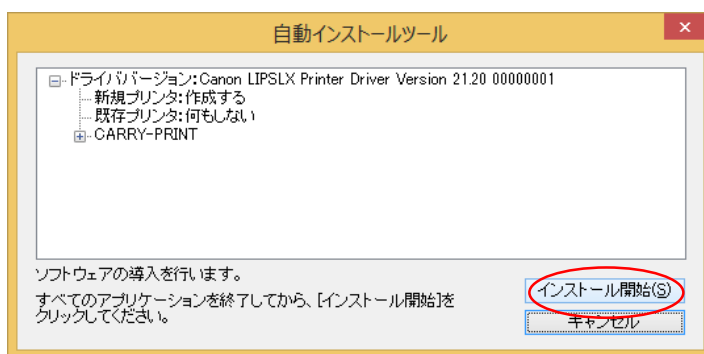 自動インストールツール
ドライババージョン:Canon LIPSLX Printer Driver Version 21.20 00000001
新規プリンタ:作成する
既存プリンタ:何もしない
CARRY-PRINT
ソフトウェアの導入を行います。
すべてのアプリケーションを終了してから、[インストール開始]を
クリックしてください。
インストール開始(S)
キャンセル